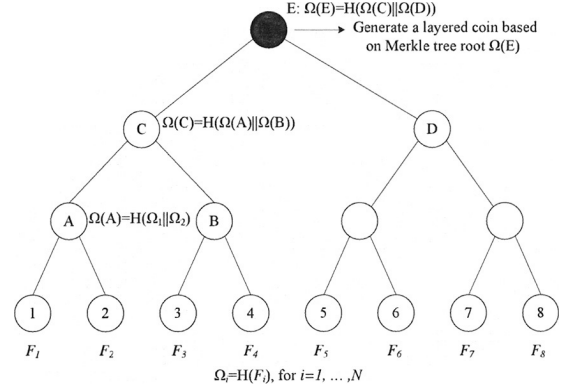 E: Ω(E)=H(Ω(C)||Ω(D))
Generate a layered coin based
on Merkle tree root Ω(E)
C
Ω(C)=H(Ω(A)||Ω(B))
D
A
Ω(A)=H(Ω₁||Ω₂)
B
1
2
3
4
5
6
7
8
F₁
F₂
F₃
F₄
F₅
F₆
F₇
F₈
Ωᵢ=H(Fᵢ), for i=1, ... ,N